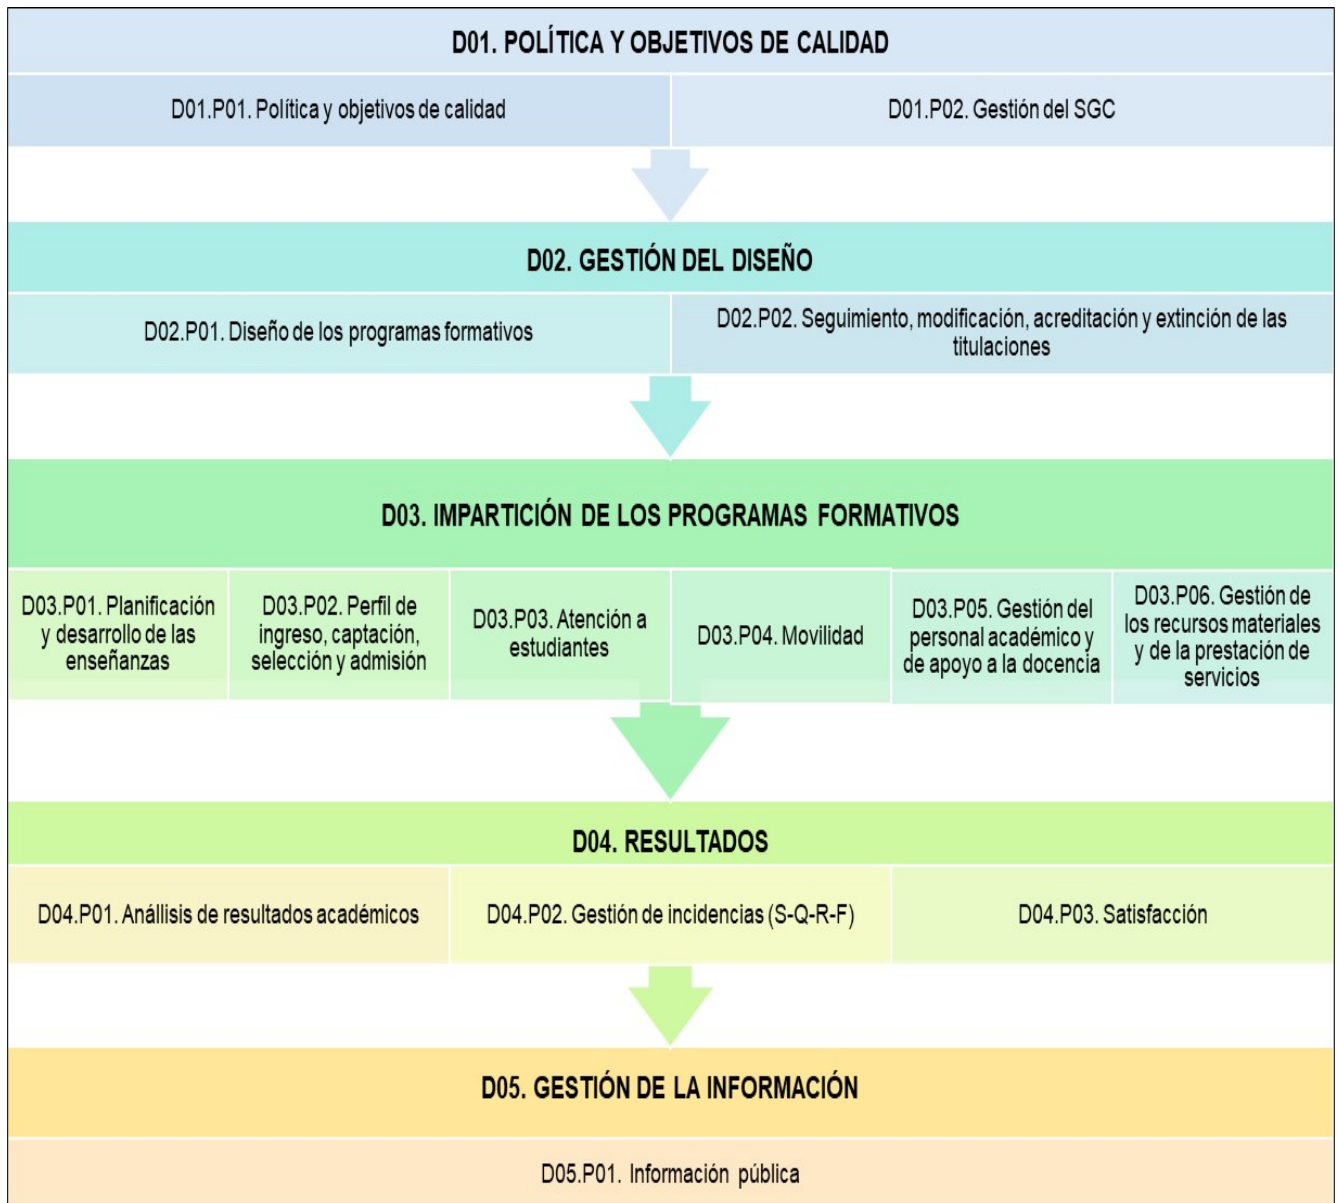 D01. POLÍTICA Y OBJETIVOS DE CALIDAD
D01.P01. Política y objetivos de calidad
D01.P02. Gestión del SGC
D02. GESTIÓN DEL DISEÑO
D02.P01. Diseño de los programas formativos
D02.P02. Seguimiento, modificación, acreditación y extinción de las
titulaciones
D03. IMPARTICIÓN DE LOS PROGRAMAS FORMATIVOS
D03.P01. Planificación
y desarrollo de las
enseñanzas
D03.P02. Perfil de
ingreso, captación,
selección y admisión
D03.P03. Atención a
estudiantes
D03.P04. Movilidad
D03.P05. Gestión del
personal académico y
de apoyo a la docencia
D03.P06. Gestión de
los recursos materiales
y de la prestación de
servicios
D04. RESULTADOS
D04.P01. Anállisis de resultados académicos
D04.P02. Gestión de incidencias (S-Q-R-F)
D04.P03. Satisfacción
D05. GESTIÓN DE LA INFORMACIÓN
D05.P01. Información pública